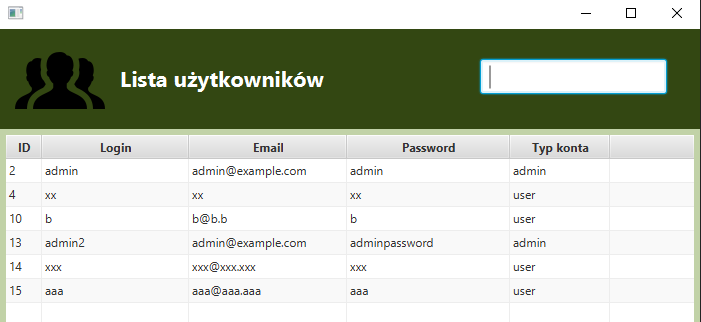 Lista użytkowników
ID Login Email Password Typ konta
2 admin admin@example.com admin admin
4 xx xx xx user
10 b b@b.b b user
13 admin2 admin@example.com adminpassword admin
14 xxx xxx@xxx.xxx xxx user
15 aaa aaa@aaa.aaa aaa user